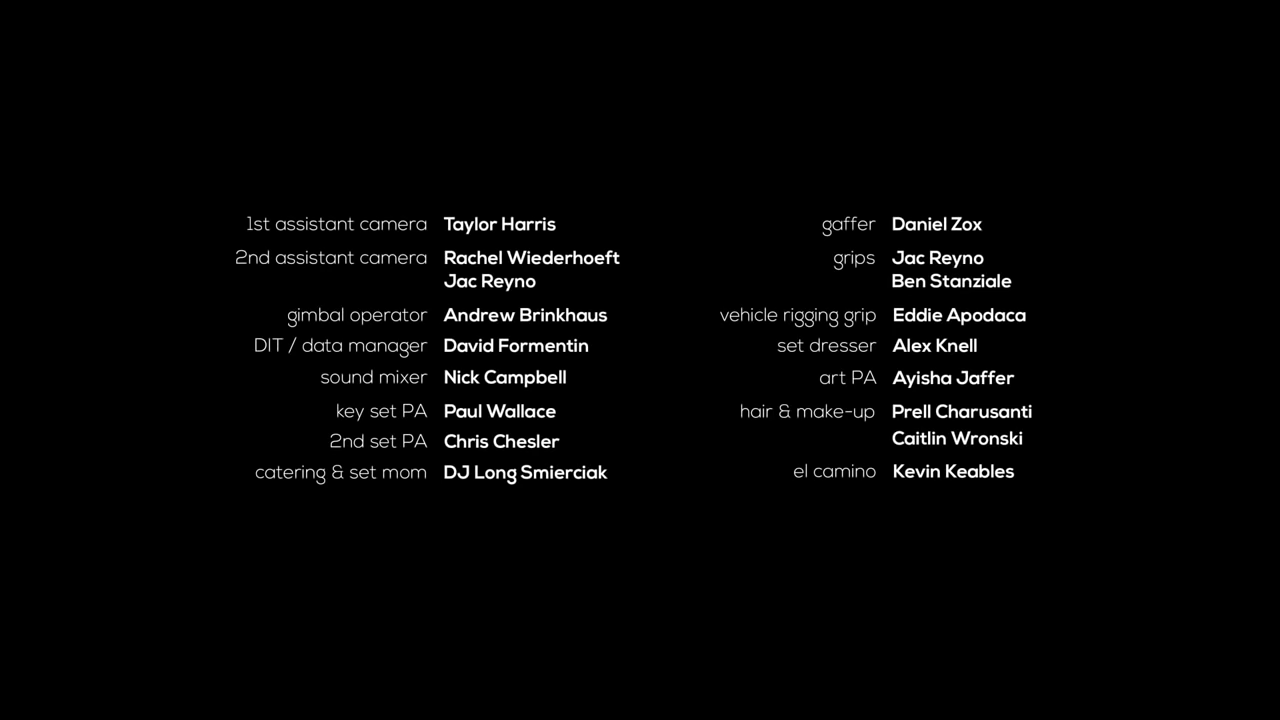 1st assistant camera Taylor Harris
2nd assistant camera Rachel Wiederhoeft
Jac Reyno
gimbal operator Andrew Brinkhaus
DIT / data manager David Formentin
sound mixer Nick Campbell
key set PA Paul Wallace
2nd set PA Chris Chesler
catering & set mom DJ Long Smierciak
gaffer Daniel Zox
grips Jac Reyno
Ben Stanziale
vehicle rigging grip Eddie Apodaca
set dresser Alex Knell
art PA Ayisha Jaffer
hair & make-up Prell Charusanti
Caitlin Wronski
el camino Kevin Keables